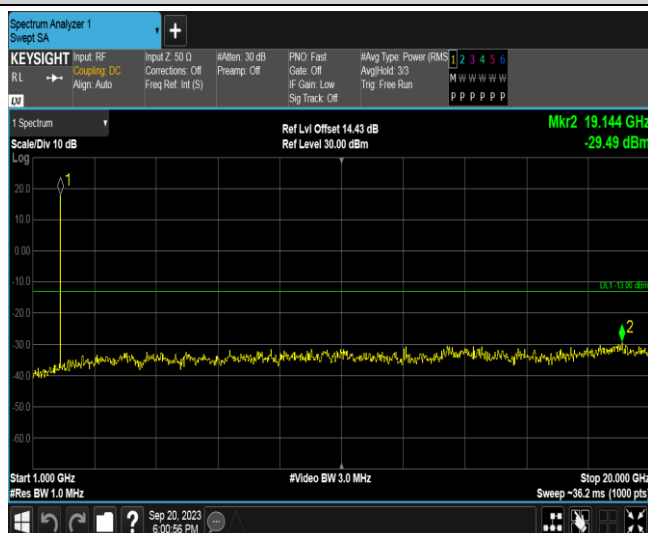 Spectrum Analyzer 1
Swept SA
+
KEYSIGHT
RL
LXI
Input: RF
Coupling: DC
Align: Auto
Input Z: 50 Ω
Corrections: Off
Freq Ref: Int (S)
#Atten: 30 dB
Preamp: Off
PNO: Fast
Gate: Off
IF Gain: Low
Sig Track: Off
#Avg Type: Power (RMS
Avg|Hold: 3/3
Trig: Free Run
1 2 3 4 5 6
M W W W W W
P P P P P P
1 Spectrum
Scale/Div 10 dB
Log
Ref Lvl Offset 14.43 dB
Ref Level 30.00 dBm
Mkr2 19.144 GHz
-29.49 dBm
1
20.0
10.0
0.00
-10.0
DL1 -13.00 dBm
-20.0
2
-30.0
-40.0
-50.0
-60.0
Start 1.000 GHz
#Res BW 1.0 MHz
#Video BW 3.0 MHz
Stop 20.000 GHz
Sweep ~36.2 ms (1000 pts)
?
Sep 20, 2023
6:00:56 PM